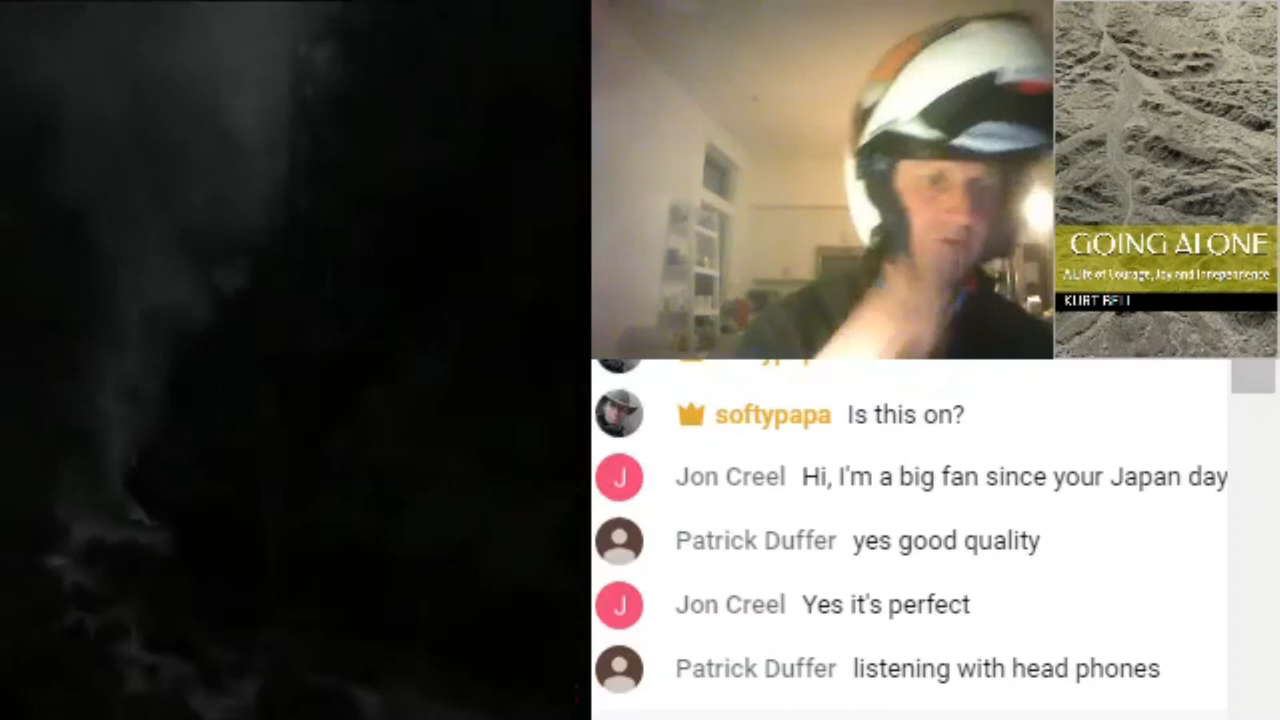 GOING ALONE
A Life of Courage, Joy and Independence
KURT BELL
softypapa Is this on?
J Jon Creel Hi, I'm a big fan since your Japan day
Patrick Duffer yes good quality
J Jon Creel Yes it's perfect
Patrick Duffer listening with head phones